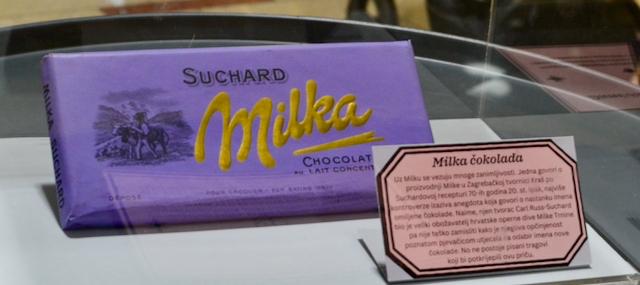 SUCHARD
Milka
CHOCOLAT
AU LAIT CONCENT
DÉPOSÉ
POUR CROQUER / FOR EATING ONLY
MILKA SUCHARD
Milka čokolada
Uz Milku se vezuju mnoge zanimljivosti. Jedna govori o
proizvodnji Milke u Zagrebačkoj tvornici Kraš po
Suchardovoj recepturi 70-ih godina 20. st. Ipak, najviše
kontroverze izaziva anegdota koja govori o nastanku imena
omiljene čokolade. Naime, njen tvorac Carl Russ-Suchard
bio je veliki obožavatelj hrvatske operne dive Milke Trnine
pa nije teško zamisliti kako je njegova općinjenost
poznatom pjevačicom utjecala na odabir imena nove
čokolade. No ne postoje pisani tragovi
koji bi potkrijepili ovu priču.